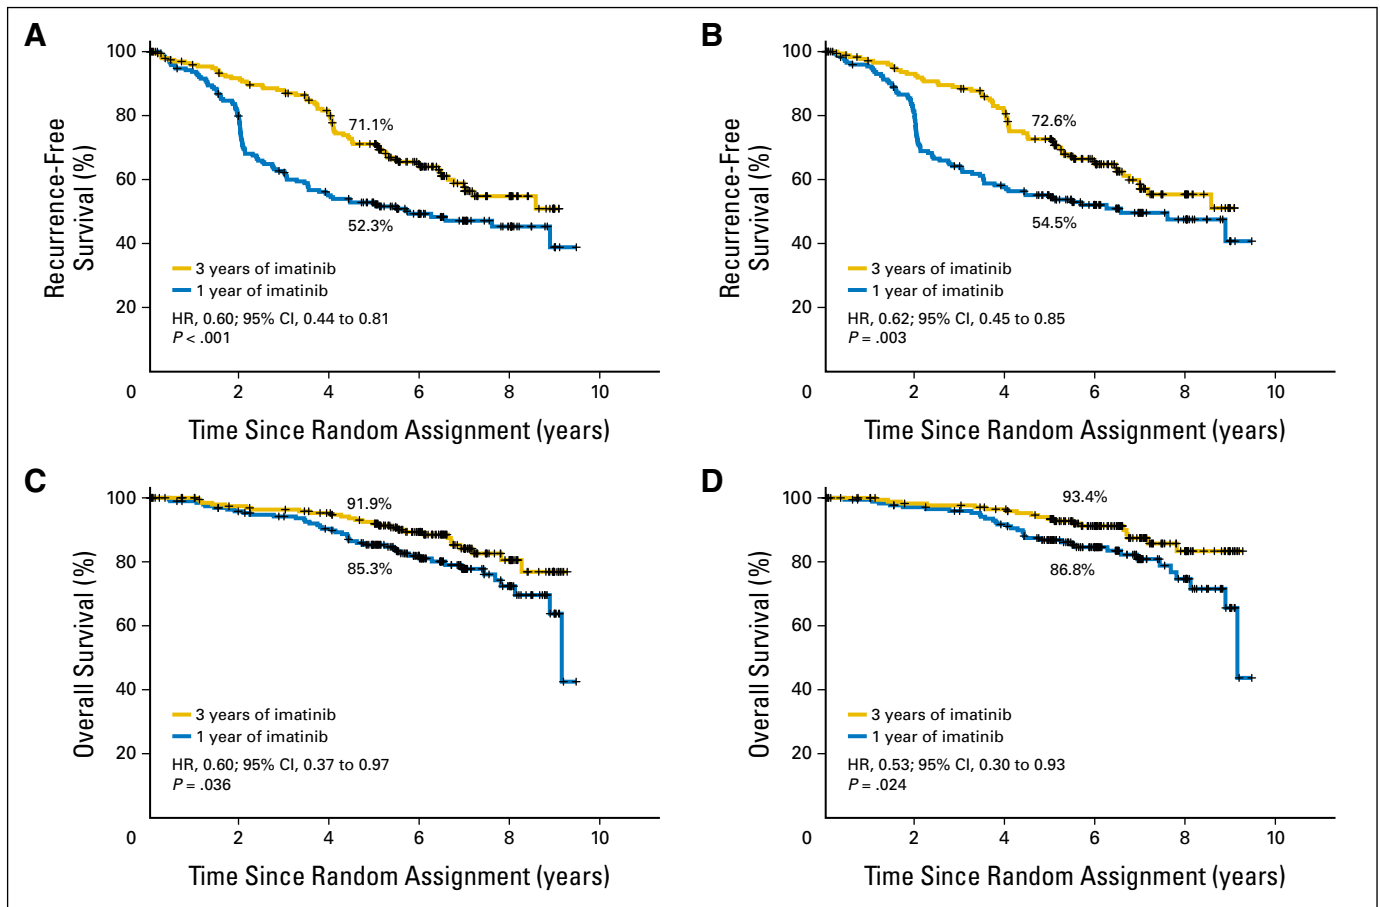 A
100
80
60
40
20
0
2
4
6
8
10
Recurrence-Free
Survival (%)
71.1%
52.3%
3 years of imatinib
1 year of imatinib
HR, 0.60; 95% CI, 0.44 to 0.81
P < .001
Time Since Random Assignment (years)
B
100
80
60
40
20
0
2
4
6
8
10
Recurrence-Free
Survival (%)
72.6%
54.5%
3 years of imatinib
1 year of imatinib
HR, 0.62; 95% CI, 0.45 to 0.85
P = .003
Time Since Random Assignment (years)
C
100
80
60
40
20
0
2
4
6
8
10
Overall Survival (%)
91.9%
85.3%
3 years of imatinib
1 year of imatinib
HR, 0.60; 95% CI, 0.37 to 0.97
P = .036
Time Since Random Assignment (years)
D
100
80
60
40
20
0
2
4
6
8
10
Overall Survival (%)
93.4%
86.8%
3 years of imatinib
1 year of imatinib
HR, 0.53; 95% CI, 0.30 to 0.93
P = .024
Time Since Random Assignment (years)